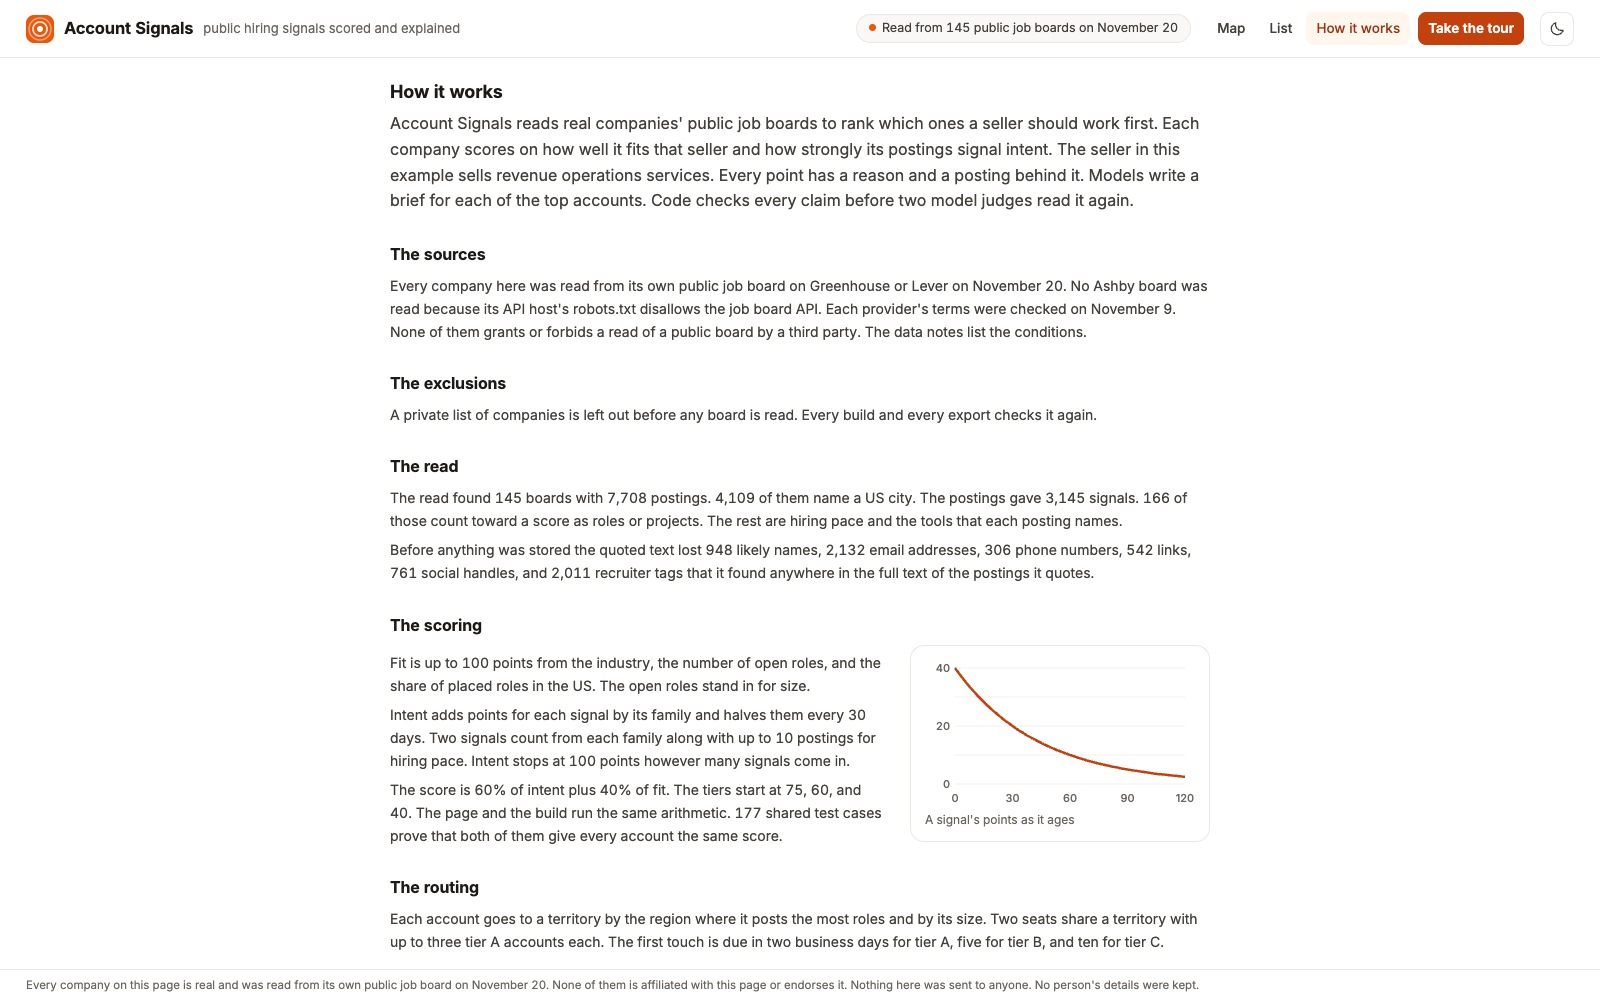 Account Signals public hiring signals scored and explained
Read from 145 public job boards on November 20
Map
List
How it works
Take the tour
How it works
Account Signals reads real companies' public job boards to rank which ones a seller should work first. Each
company scores on how well it fits that seller and how strongly its postings signal intent. The seller in this
example sells revenue operations services. Every point has a reason and a posting behind it. Models write a
brief for each of the top accounts. Code checks every claim before two model judges read it again.
The sources
Every company here was read from its own public job board on Greenhouse or Lever on November 20. No Ashby board was
read because its API host's robots.txt disallows the job board API. Each provider's terms were checked on November 9.
None of them grants or forbids a read of a public board by a third party. The data notes list the conditions.
The exclusions
A private list of companies is left out before any board is read. Every build and every export checks it again.
The read
The read found 145 boards with 7,708 postings. 4,109 of them name a US city. The postings gave 3,145 signals. 166 of
those count toward a score as roles or projects. The rest are hiring pace and the tools that each posting names.
Before anything was stored the quoted text lost 948 likely names, 2,132 email addresses, 306 phone numbers, 542 links,
761 social handles, and 2,011 recruiter tags that it found anywhere in the full text of the postings it quotes.
The scoring
Fit is up to 100 points from the industry, the number of open roles, and the
share of placed roles in the US. The open roles stand in for size.
Intent adds points for each signal by its family and halves them every 30
days. Two signals count from each family along with up to 10 postings for
hiring pace. Intent stops at 100 points however many signals come in.
The score is 60% of intent plus 40% of fit. The tiers start at 75, 60, and
40. The page and the build run the same arithmetic. 177 shared test cases
prove that both of them give every account the same score.
40
20
0
0 30 60 90 120
A signal's points as it ages
The routing
Each account goes to a territory by the region where it posts the most roles and by its size. Two seats share a territory with
up to three tier A accounts each. The first touch is due in two business days for tier A, five for tier B, and ten for tier C.
Every company on this page is real and was read from its own public job board on November 20. None of them is affiliated with this page or endorses it. Nothing here was sent to anyone. No person's details were kept.